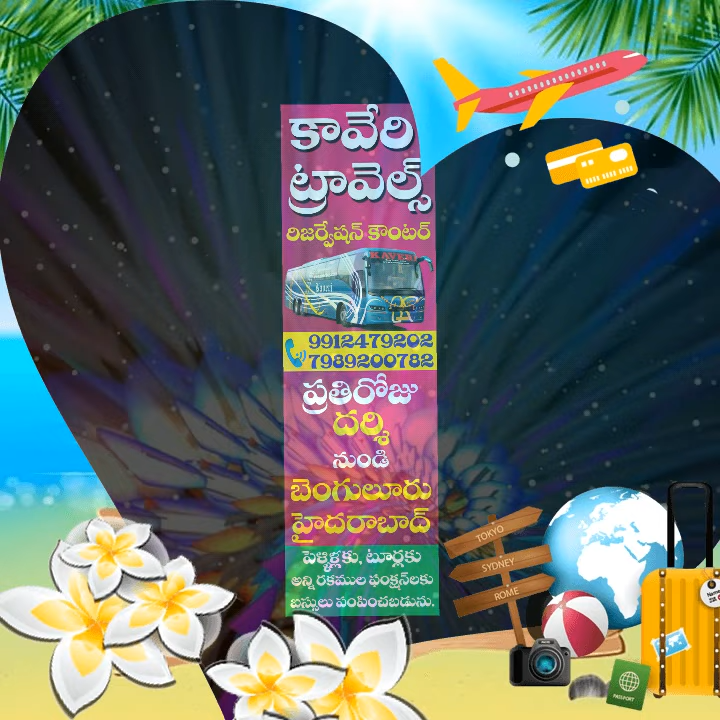 కావేరి
ట్రావెల్స్
రిజర్వేషన్ కౌంటర్
9912479202
7989200782
ప్రతిరోజు
దర్శి
నుండి
బెంగులూరు
హైదరాబాద్
పెళ్ళిళ్లకు, టూర్లకు
అన్ని రకముల ఫంక్షన్‌లకు
బస్సులు పంపించబడును.
TOKYO
SYDNEY
ROME
PASSPORT